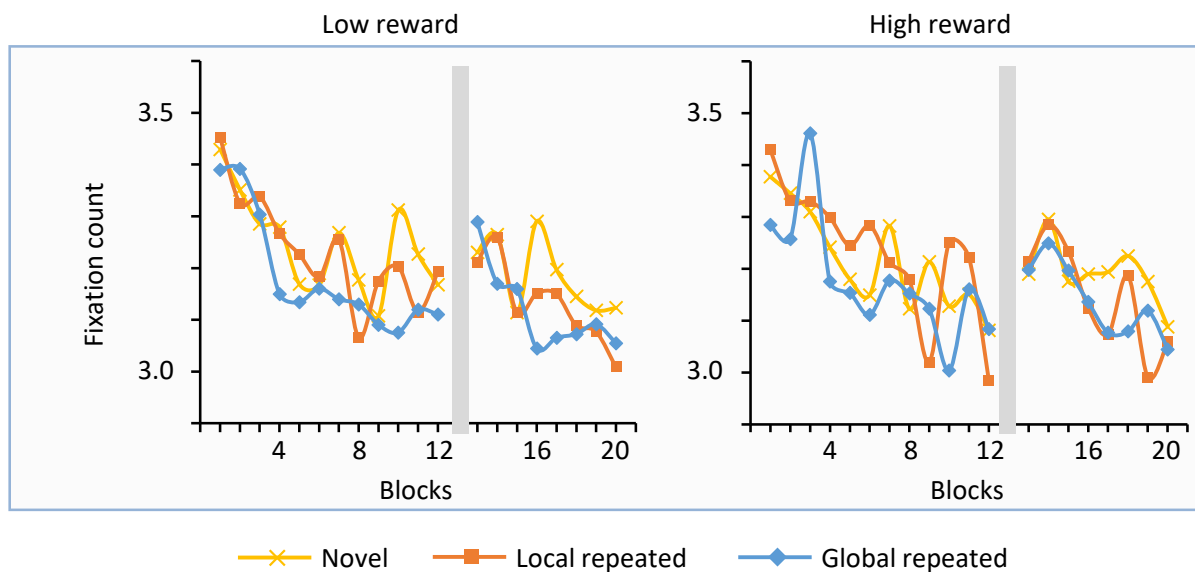 Low reward
High reward
Fixation count
3.5
3.0
4 8 12 16 20
Blocks
3.5
3.0
4 8 12 16 20
Blocks
Novel Local repeated Global repeated